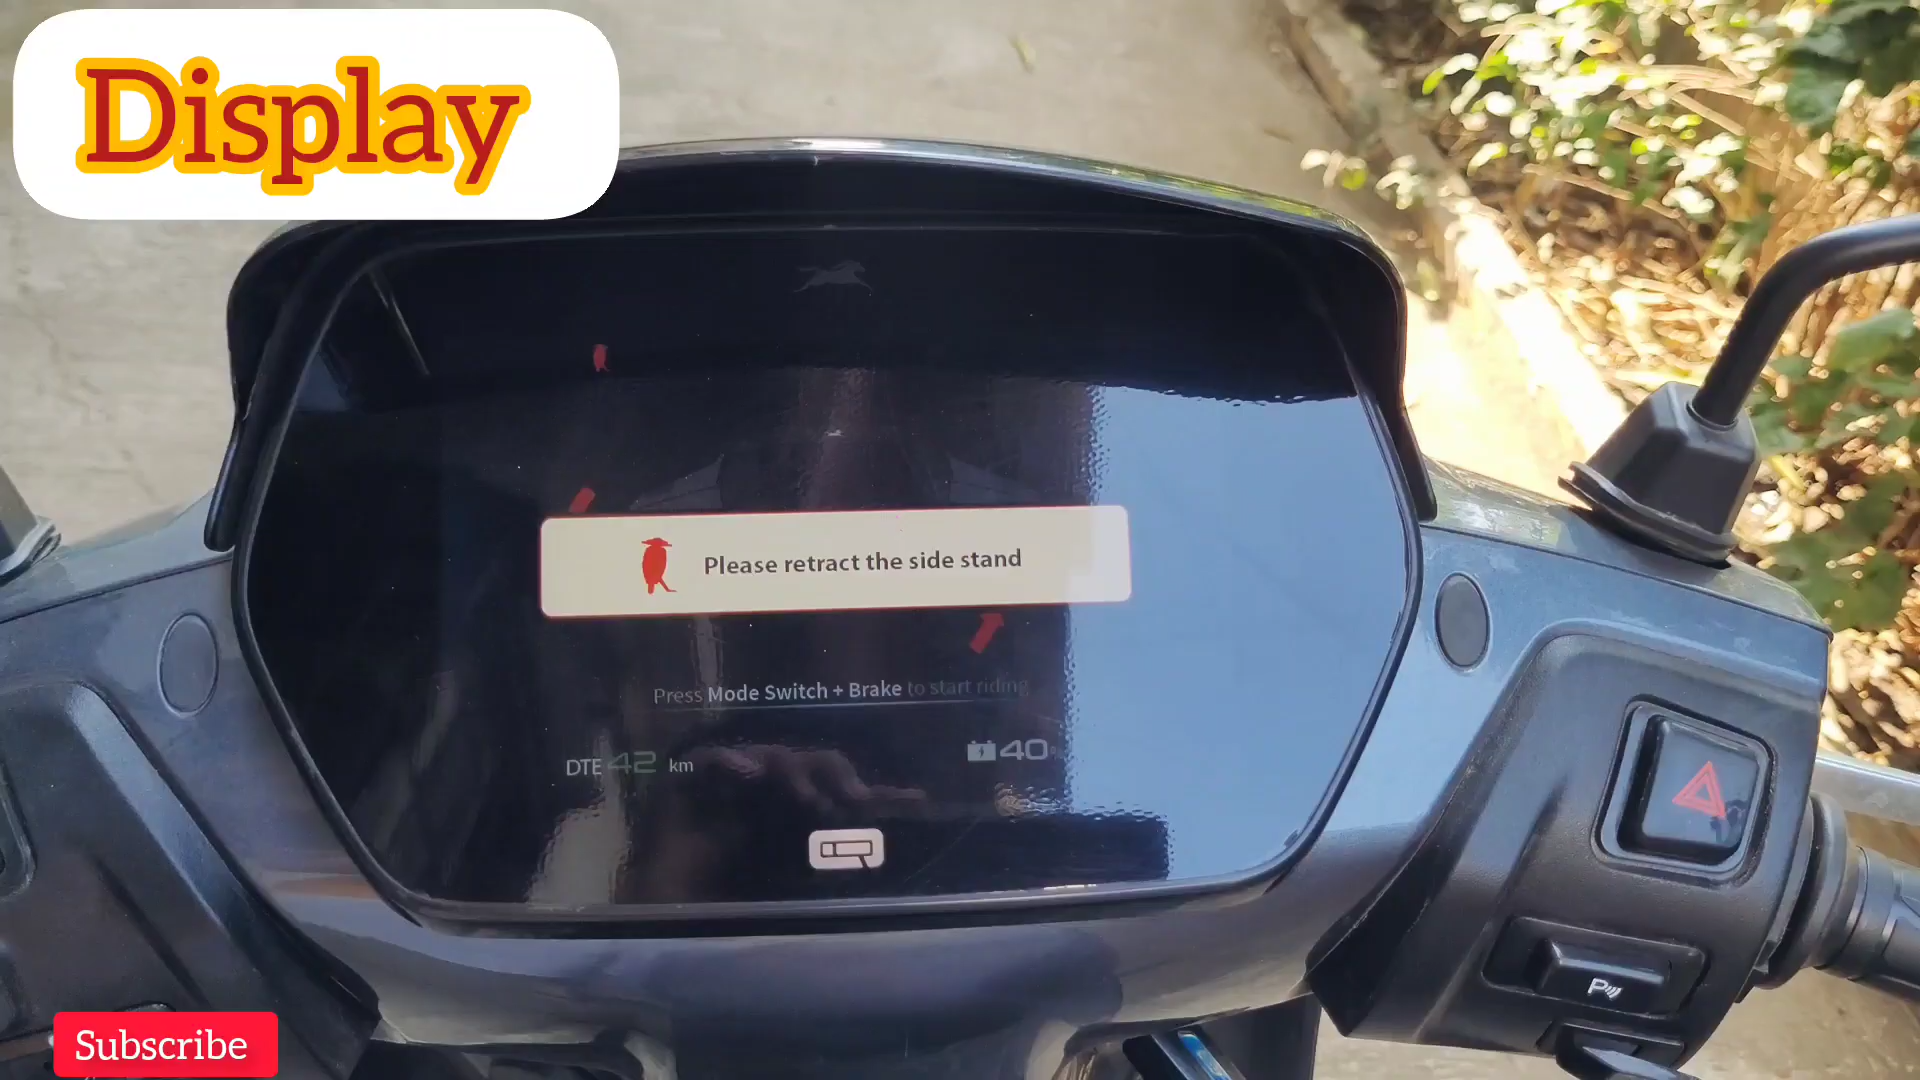 Display
Please retract the side stand
Press Mode Switch + Brake to start riding
DTE 42 km
40%
P
Subscribe